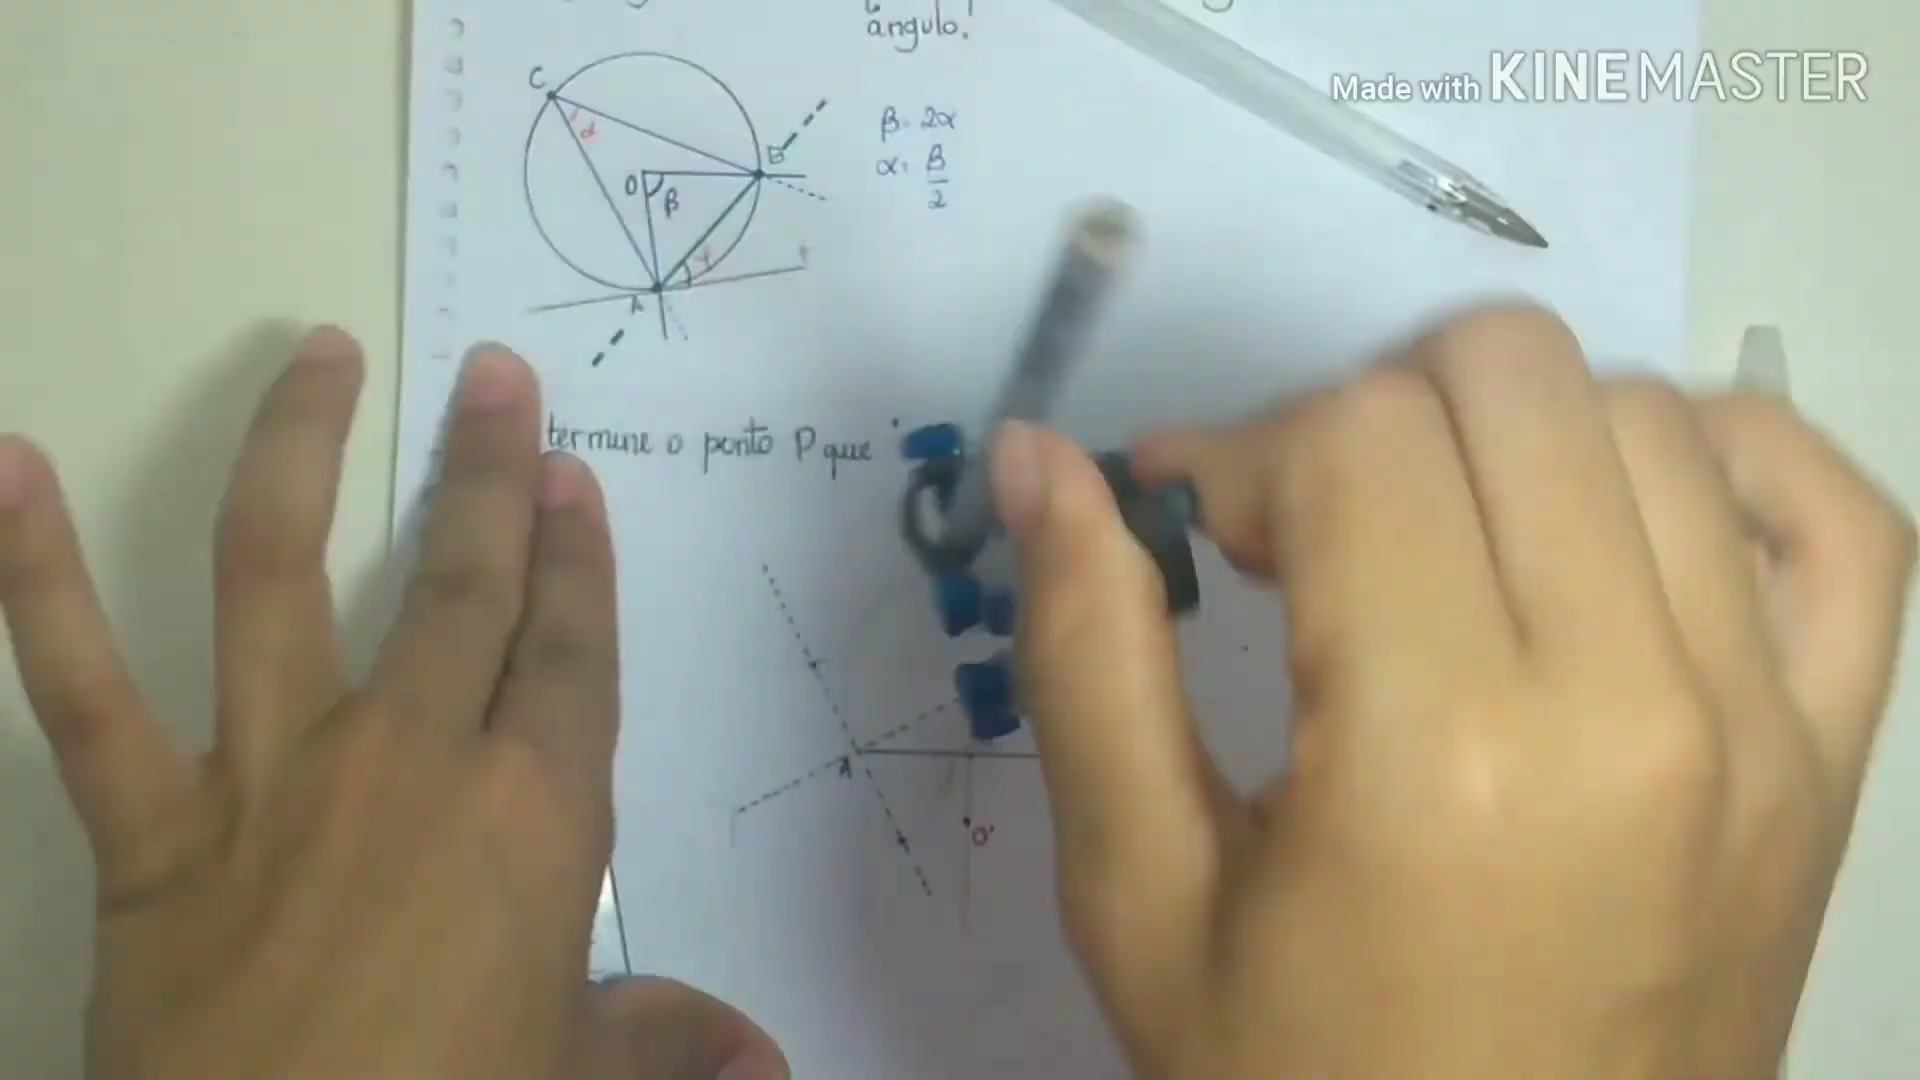 ângulo!
Made with KINEMASTER
C
α
B
β = 2α
α = β
2
O
β
t
A
termine o ponto P que
A
O'